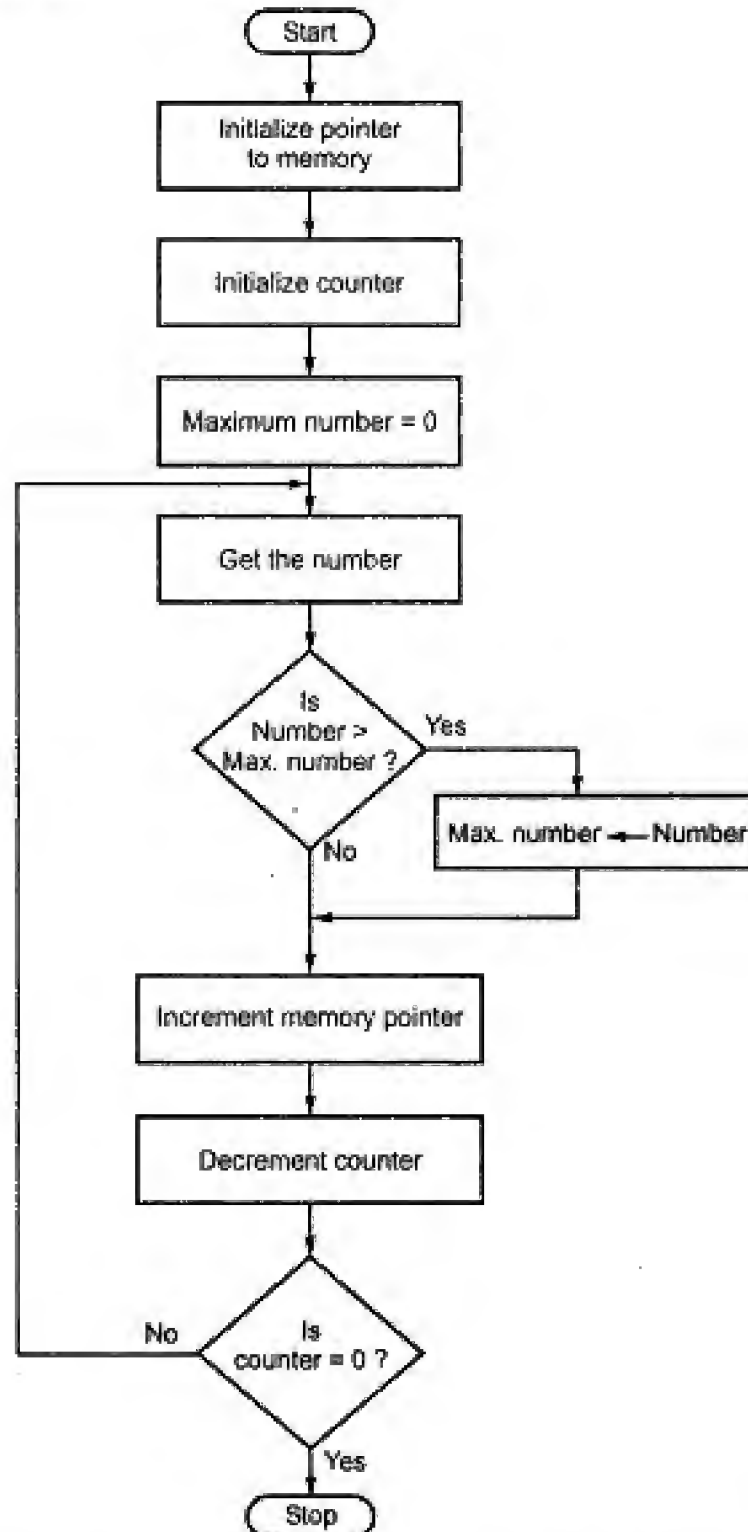 Start
Initialize pointer
to memory
Initialize counter
Maximum number = 0
Get the number
Is
Number >
Max. number ?
Yes
Max. number ← Number
No
Increment memory pointer
Decrement counter
No
Is
counter = 0 ?
Yes
Stop